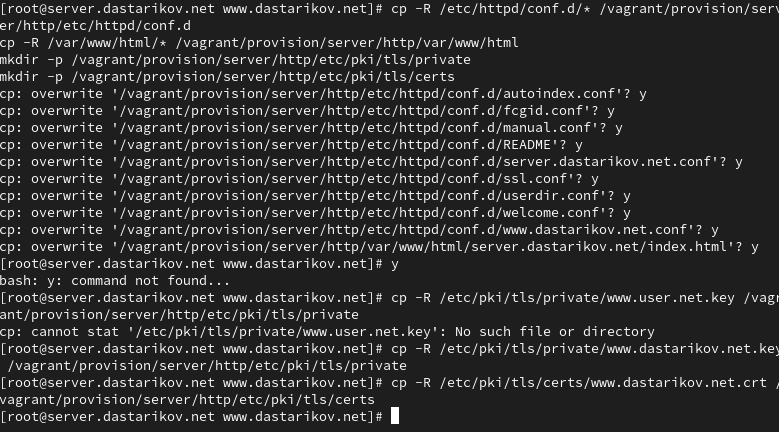 [root@server.dastarikov.net www.dastarikov.net]# cp -R /etc/httpd/conf.d/* /vagrant/provision/serv
er/http/etc/httpd/conf.d
cp -R /var/www/html/* /vagrant/provision/server/http/var/www/html
mkdir -p /vagrant/provision/server/http/etc/pki/tls/private
mkdir -p /vagrant/provision/server/http/etc/pki/tls/certs
cp: overwrite '/vagrant/provision/server/http/etc/httpd/conf.d/autoindex.conf'? y
cp: overwrite '/vagrant/provision/server/http/etc/httpd/conf.d/fcgid.conf'? y
cp: overwrite '/vagrant/provision/server/http/etc/httpd/conf.d/manual.conf'? y
cp: overwrite '/vagrant/provision/server/http/etc/httpd/conf.d/README'? y
cp: overwrite '/vagrant/provision/server/http/etc/httpd/conf.d/server.dastarikov.net.conf'? y
cp: overwrite '/vagrant/provision/server/http/etc/httpd/conf.d/ssl.conf'? y
cp: overwrite '/vagrant/provision/server/http/etc/httpd/conf.d/userdir.conf'? y
cp: overwrite '/vagrant/provision/server/http/etc/httpd/conf.d/welcome.conf'? y
cp: overwrite '/vagrant/provision/server/http/etc/httpd/conf.d/www.dastarikov.net.conf'? y
cp: overwrite '/vagrant/provision/server/http/var/www/html/server.dastarikov.net/index.html'? y
[root@server.dastarikov.net www.dastarikov.net]# y
bash: y: command not found...
[root@server.dastarikov.net www.dastarikov.net]# cp -R /etc/pki/tls/private/www.user.net.key /vagr
ant/provision/server/http/etc/pki/tls/private
cp: cannot stat '/etc/pki/tls/private/www.user.net.key': No such file or directory
[root@server.dastarikov.net www.dastarikov.net]# cp -R /etc/pki/tls/private/www.dastarikov.net.key
/vagrant/provision/server/http/etc/pki/tls/private
[root@server.dastarikov.net www.dastarikov.net]# cp -R /etc/pki/tls/certs/www.dastarikov.net.crt /
vagrant/provision/server/http/etc/pki/tls/certs
[root@server.dastarikov.net www.dastarikov.net]#